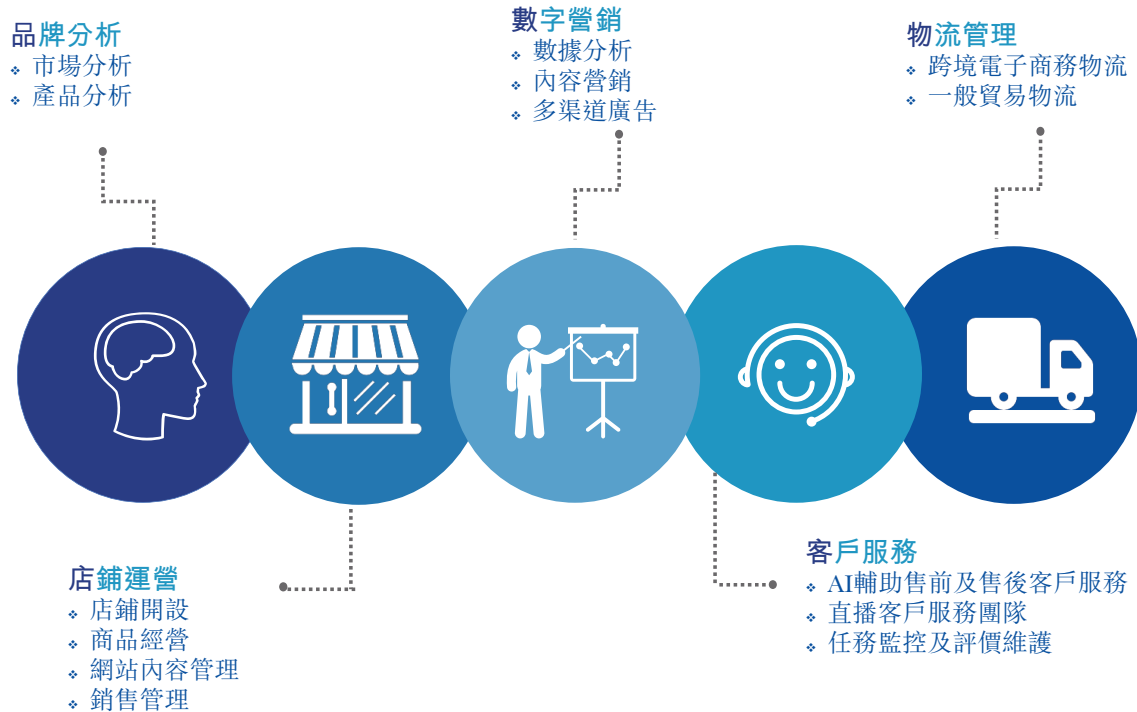 品牌分析
❖ 市場分析
❖ 產品分析
數字營銷
❖ 數據分析
❖ 內容營銷
❖ 多渠道廣告
物流管理
❖ 跨境電子商務物流
❖ 一般貿易物流
店鋪運營
❖ 店鋪開設
❖ 商品經營
❖ 網站內容管理
❖ 銷售管理
客戶服務
❖ AI輔助售前及售後客戶服務
❖ 直播客戶服務團隊
❖ 任務監控及評價維護